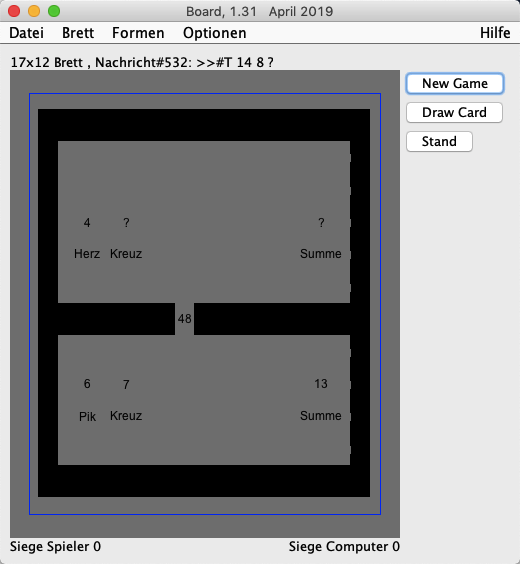 Board, 1.31 April 2019
Datei Brett Formen Optionen Hilfe
17x12 Brett , Nachricht#532: >>#T 14 8 ?
New Game
Draw Card
Stand
4 ? ?
Herz Kreuz Summe
48
6 7 13
Pik Kreuz Summe
Siege Spieler 0 Siege Computer 0